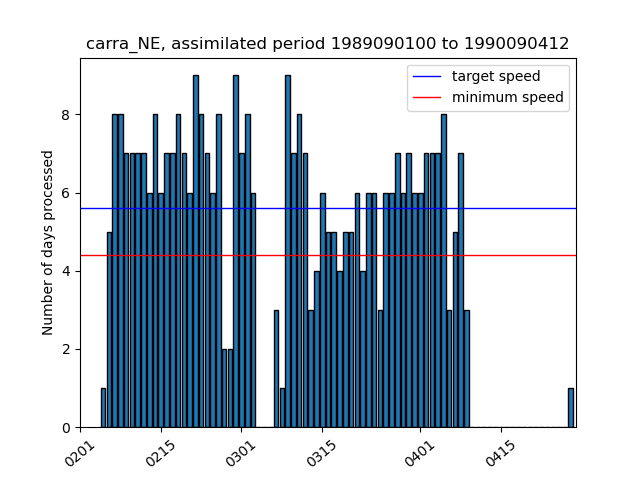 carra_NE, assimilated period 1989090100 to 1990090412
target speed
minimum speed
Number of days processed
8
6
4
2
0
0201
0215
0301
0315
0401
0415